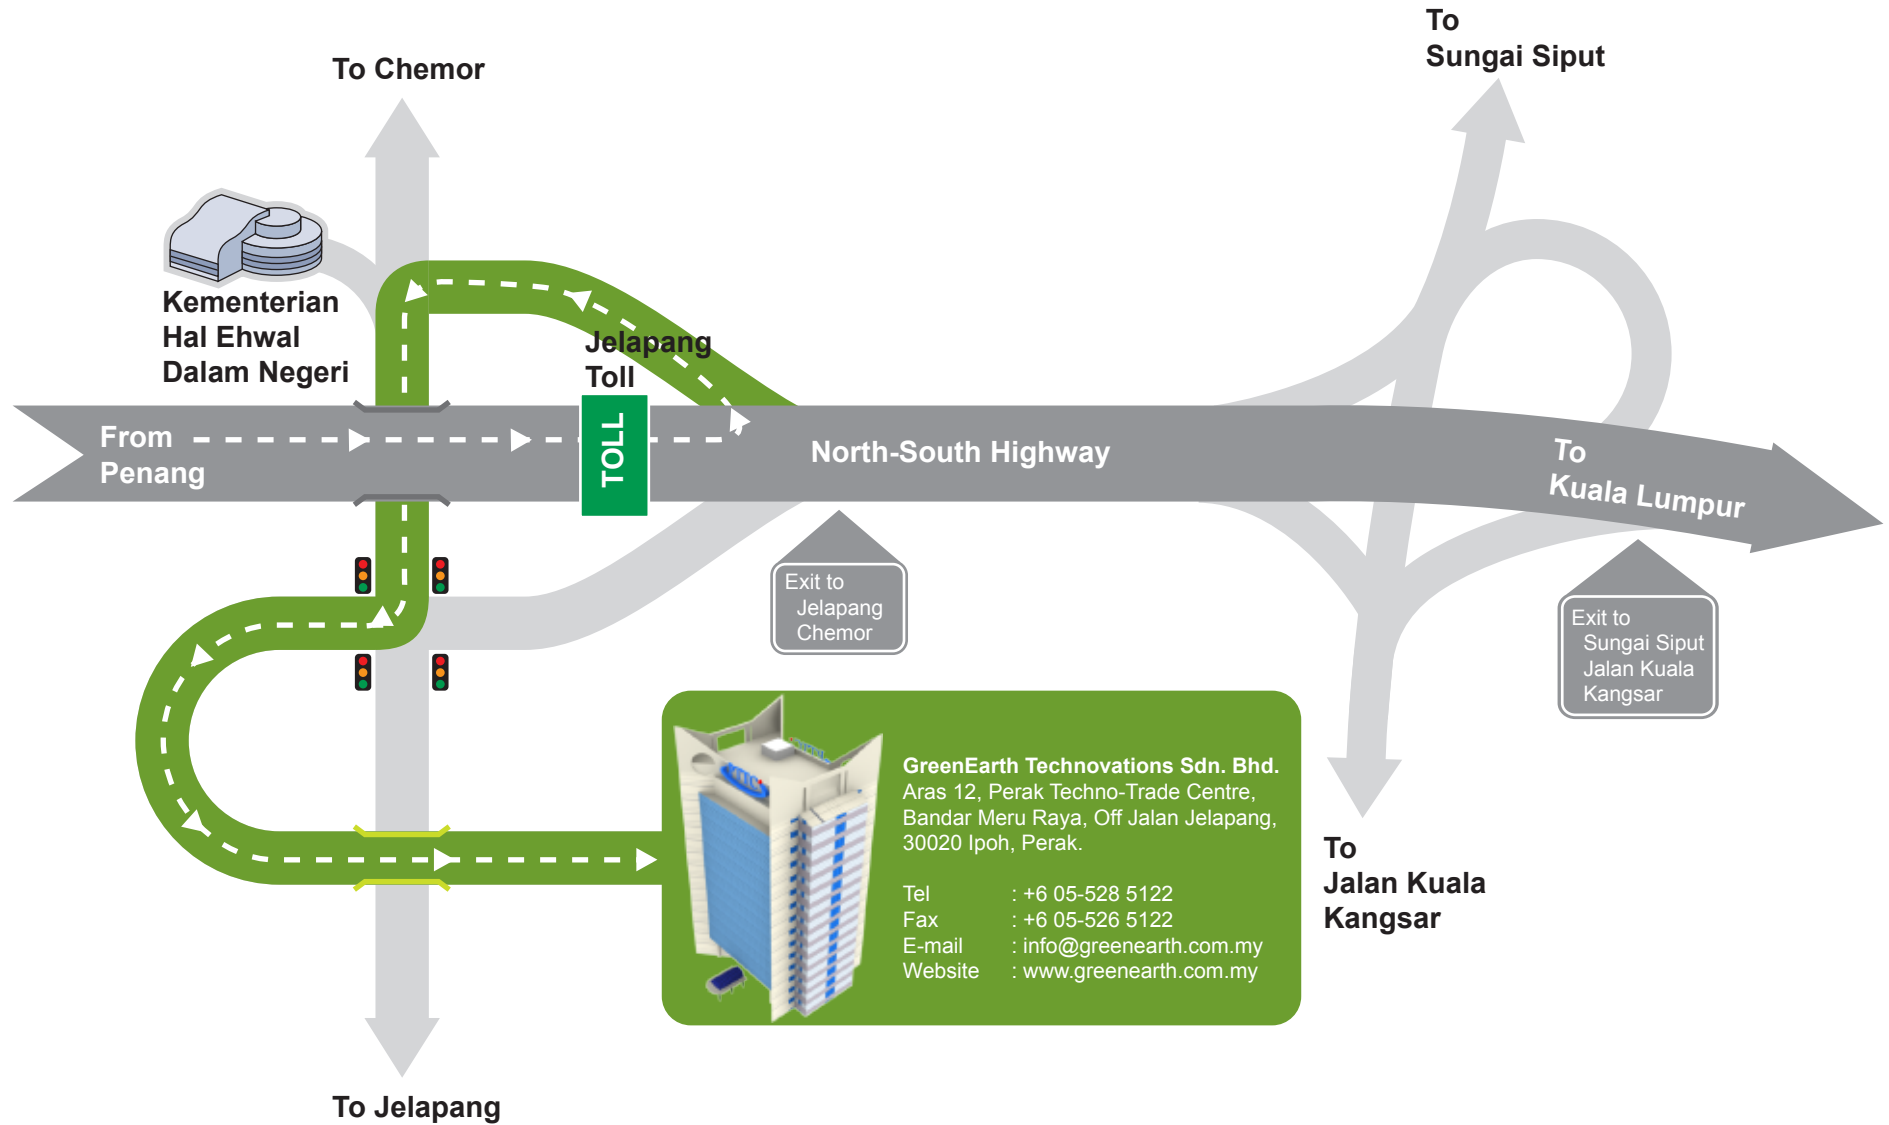 To
Sungai Siput
To Chemor
Kementerian
Hal Ehwal
Dalam Negeri
Jelapang
Toll
TOLL
From
Penang
North-South Highway
To
Kuala Lumpur
Exit to
Jelapang
Chemor
Exit to
Sungai Siput
Jalan Kuala
Kangsar
GreenEarth Technovations Sdn. Bhd.
Aras 12, Perak Techno-Trade Centre,
Bandar Meru Raya, Off Jalan Jelapang,
30020 Ipoh, Perak.
Tel : +6 05-528 5122
Fax : +6 05-526 5122
E-mail : info@greenearth.com.my
Website : www.greenearth.com.my
To
Jalan Kuala
Kangsar
To Jelapang